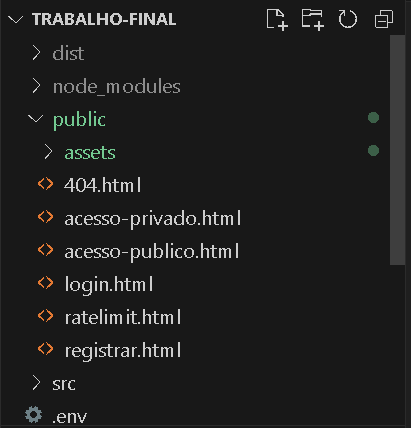 TRABALHO-FINAL
dist
node_modules
public
assets
404.html
acesso-privado.html
acesso-publico.html
login.html
ratelimit.html
registrar.html
src
.env